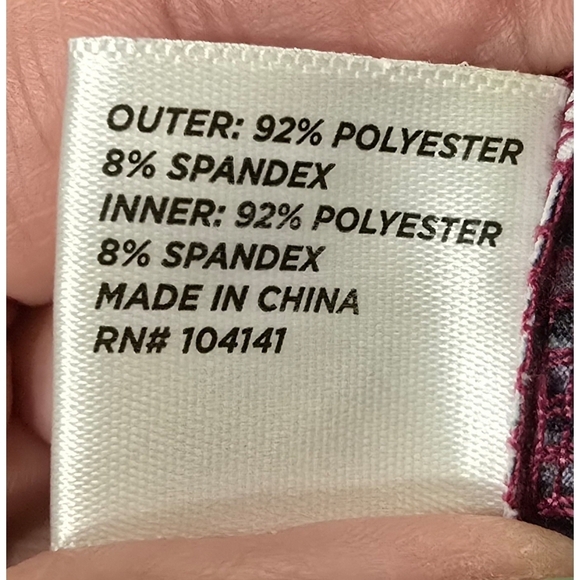 OUTER: 92% POLYESTER
8% SPANDEX
INNER: 92% POLYESTER
8% SPANDEX
MADE IN CHINA
RN# 104141